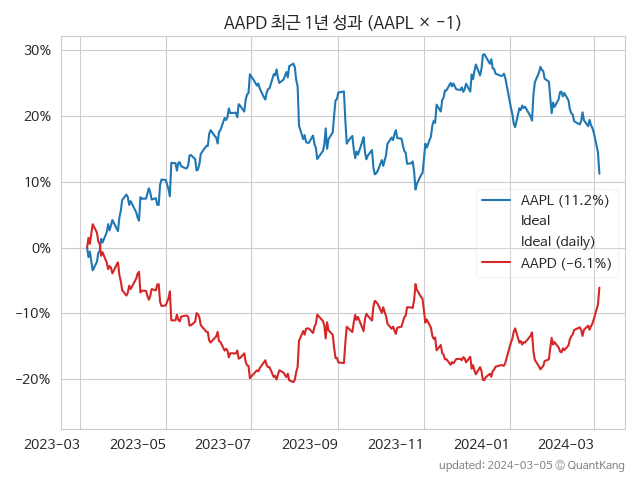 AAPD 최근 1년 성과 (AAPL × −1)
30%
20%
10%
0%
−10%
−20%
AAPL (11.2%)
Ideal
Ideal (daily)
AAPD (−6.1%)
2023-03 2023-05 2023-07 2023-09 2023-11 2024-01 2024-03
updated: 2024-03-05 © QuantKang